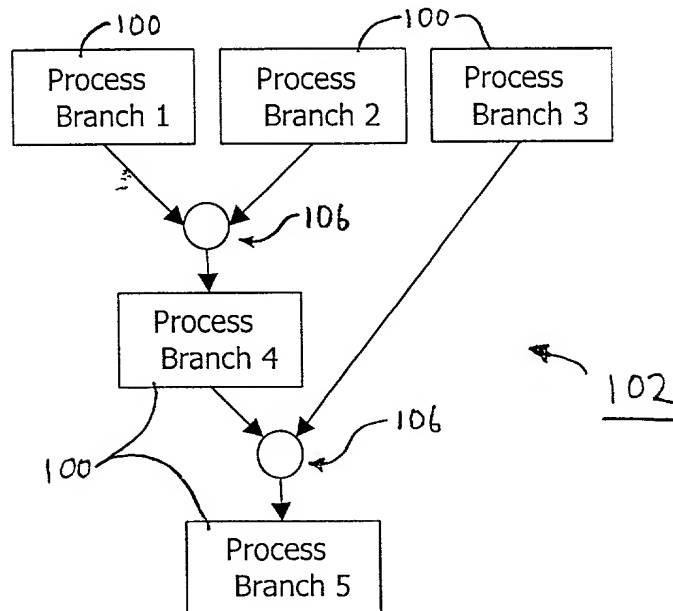 100
100
Process
Branch 1
Process
Branch 2
Process
Branch 3
106
Process
Branch 4
102
106
100
Process
Branch 5